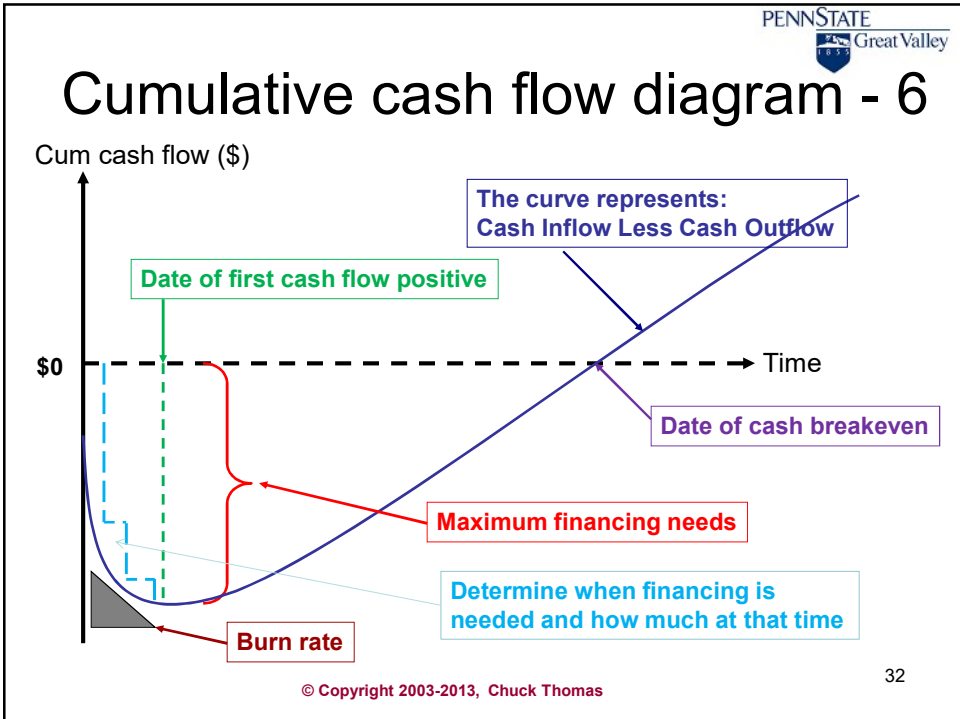 PENNSTATE
1855
Great Valley
Cumulative cash flow diagram - 6
Cum cash flow ($)
The curve represents:
Cash Inflow Less Cash Outflow
Date of first cash flow positive
$0
Time
Date of cash breakeven
Maximum financing needs
Determine when financing is
needed and how much at that time
Burn rate
32
© Copyright 2003-2013, Chuck Thomas